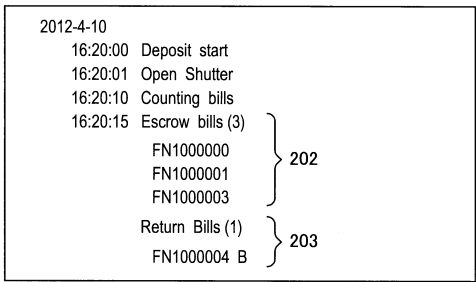 2012-4-10
16:20:00 Deposit start
16:20:01 Open Shutter
16:20:10 Counting bills
16:20:15 Escrow bills (3)
FN1000000
FN1000001
FN1000003
202
Return Bills (1)
FN1000004 B
203